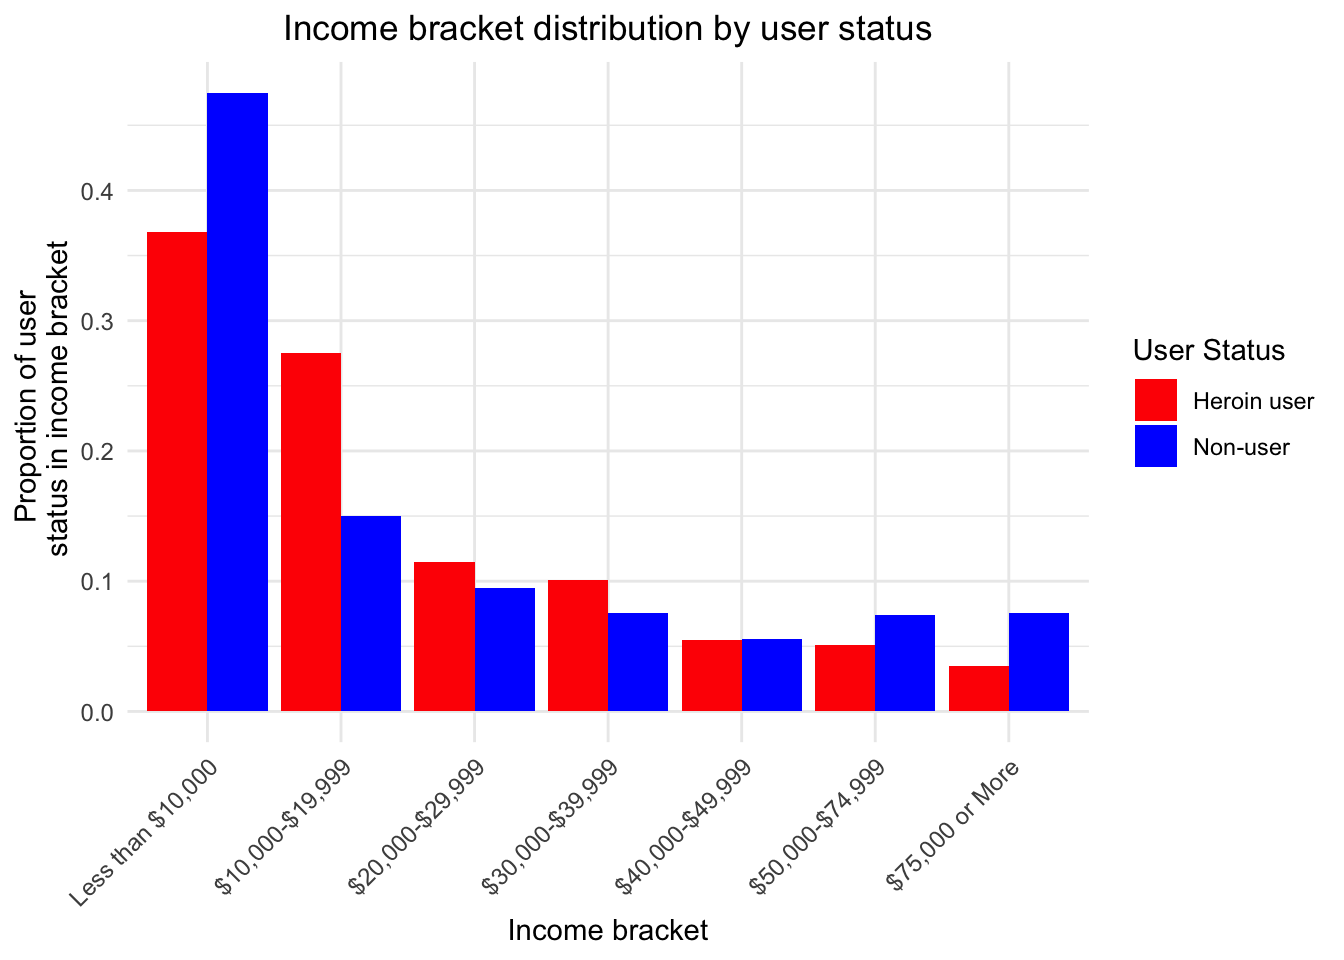 Income bracket distribution by user status
Proportion of user
status in income bracket
0.4
0.3
0.2
0.1
0.0
Less than $10,000
$10,000-$19,999
$20,000-$29,999
$30,000-$39,999
$40,000-$49,999
$50,000-$74,999
$75,000 or More
Income bracket
User Status
Heroin user
Non-user